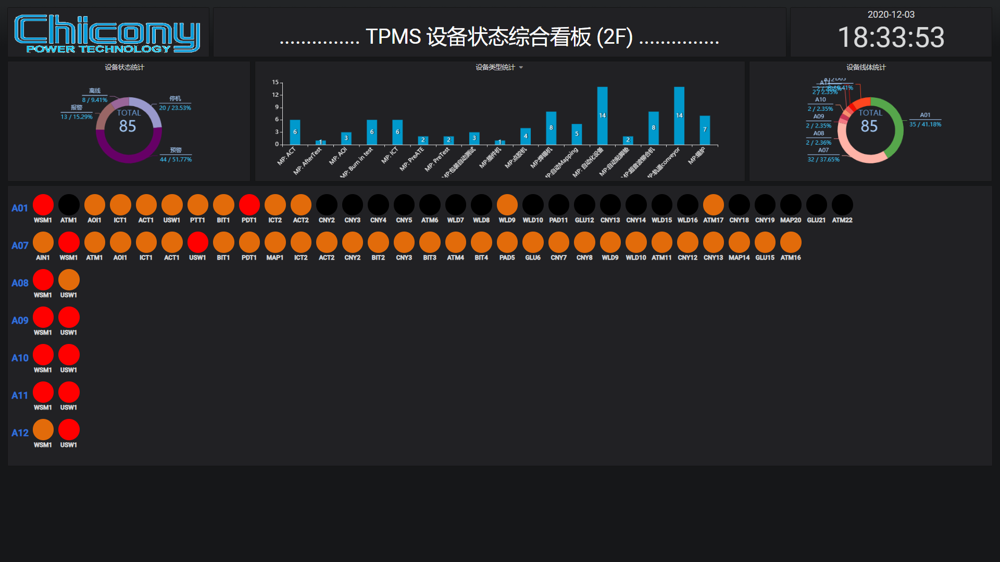 Chicony
POWER TECHNOLOGY
............... TPMS 设备状态综合看板 (2F) ...............
2020-12-03
18:33:53
设备状态统计
离线
8 / 9.41%
停机
20 / 23.53%
报警
13 / 15.29%
TOTAL
85
预警
44 / 51.77%
设备类型统计
15
12
9
6
3
0
6
1
3
6
6
2
2
3
1
4
8
5
14
2
8
14
7
MP: ACT
MP: AfterTest
MP: AOI
MP: Burn in test
MP: ICT
MP: PreATE
MP: PreTest
MP:包装自动测试
MP:插件机
MP:点胶机
MP:焊锡机
MP:自动Mapping
MP: 自动化设备
MP:自动贴脚垫
MP:超音波铆合机
MP:轨道conveyor
MP:锡炉
设备线体统计
A12
A11
2 / 2.35%
A10
2 / 2.35%
A09
2 / 2.35%
A08
2 / 2.36%
A07
32 / 37.65%
TOTAL
85
A01
35 / 41.18%
A01
WSM1 ATM1 AOI1 ICT1 ACT1 USW1 PTT1 BIT1 PDT1 ICT2 ACT2 CNY2 CNY3 CNY4 CNY5 ATM6 WLD7 WLD8 WLD9 WLD10 PAD11 GLU12 CNY13 CNY14 WLD15 WLD16 ATM17 CNY18 CNY19 MAP20 GLU21 ATM22
A07
AIN1 WSM1 ATM1 AOI1 ICT1 ACT1 USW1 BIT1 PDT1 MAP1 ICT2 ACT2 CNY2 BIT2 CNY3 BIT3 ATM4 BIT4 PAD5 GLU6 CNY7 CNY8 WLD9 WLD10 ATM11 CNY12 CNY13 MAP14 GLU15 ATM16
A08
WSM1 USW1
A09
WSM1 USW1
A10
WSM1 USW1
A11
WSM1 USW1
A12
WSM1 USW1